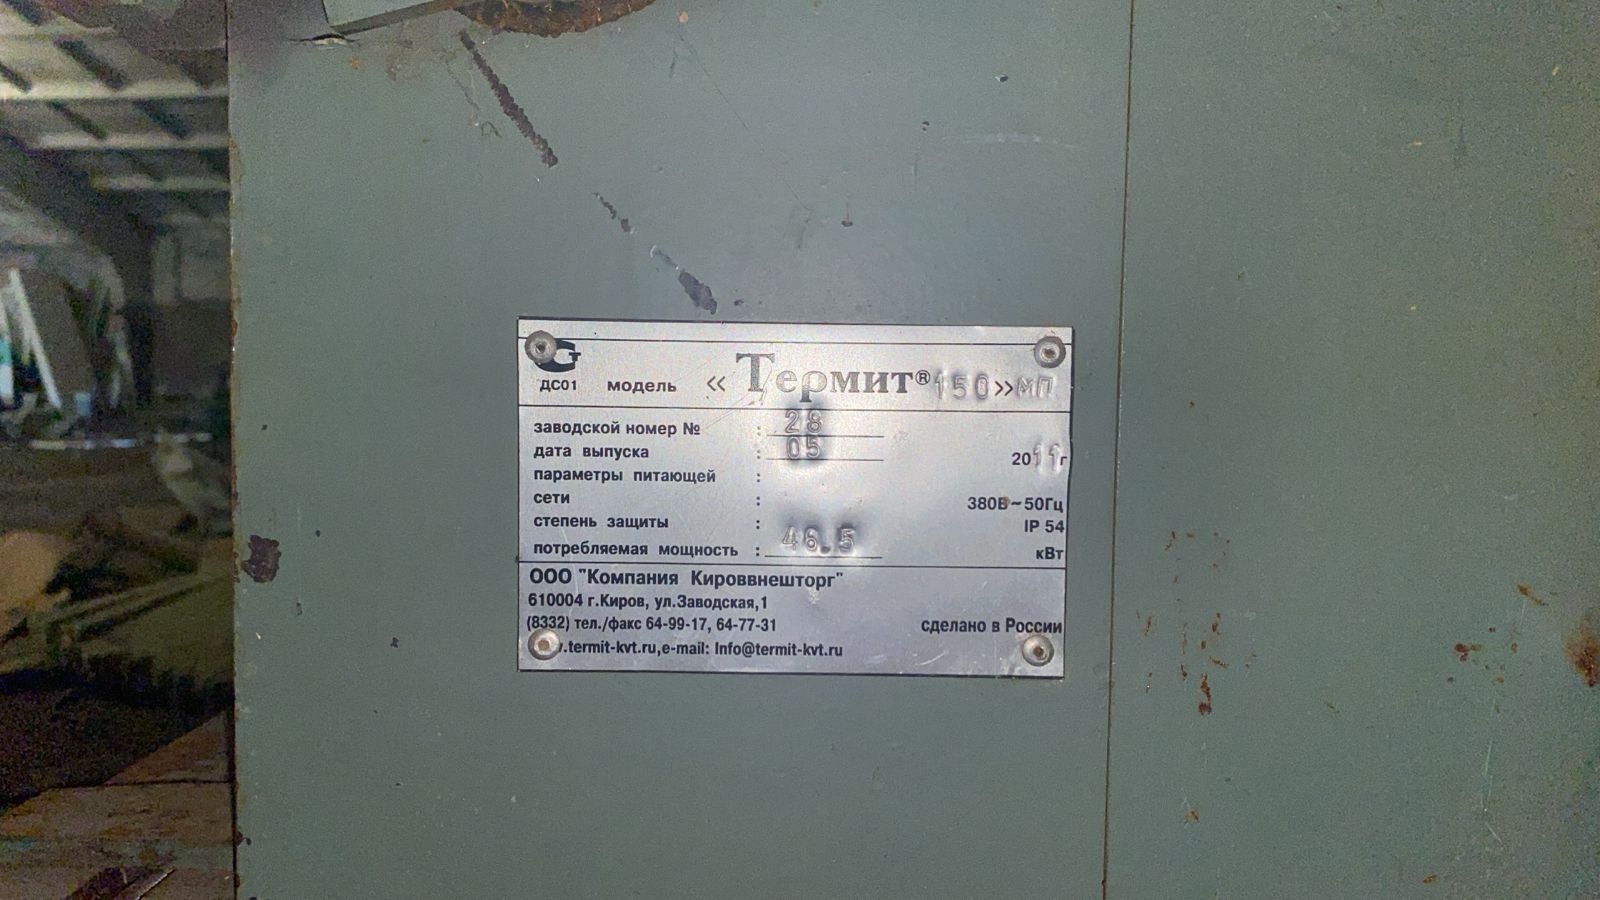 ДС01 модель «Термит® 150» МП
заводской номер № : 28
дата выпуска : 05 2011г
параметры питающей :
сети : 380В~50Гц
степень защиты : IP 54
потребляемая мощность : 46.5 кВт
ООО "Компания Кироввнешторг"
610004 г.Киров, ул.Заводская,1
(8332) тел./факс 64-99-17, 64-77-31 сделано в России
.termit-kvt.ru,e-mail: Info@termit-kvt.ru